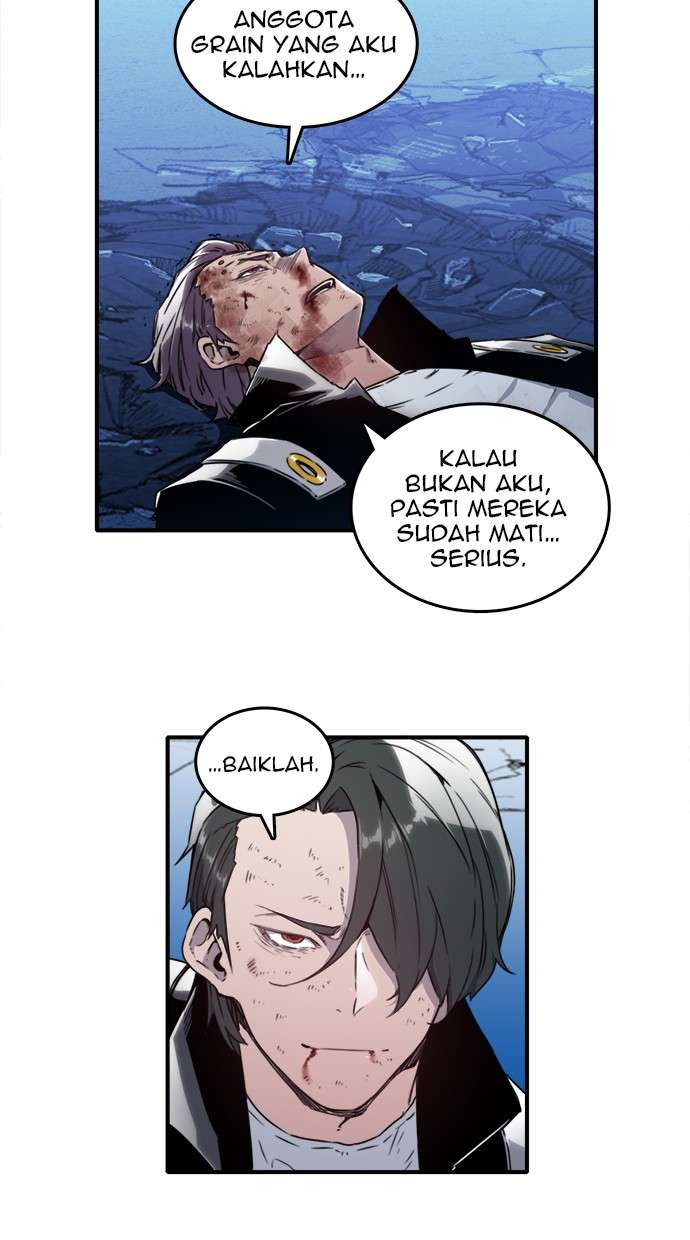 ANGGOTA
GRAIN YANG AKU
KALAHKAN...
KALAU
BUKAN AKU,
PASTI MEREKA
SUDAH MATI...
SERIUS.
...BAIKLAH.